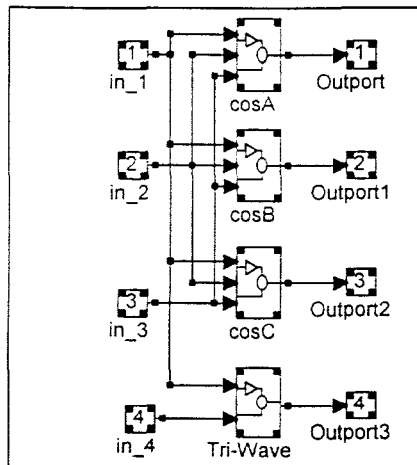 1
in_1
cosA
1
Outport
2
in_2
cosB
2
Outport1
3
in_3
cosC
3
Outport2
4
in_4
Tri-Wave
4
Outport3